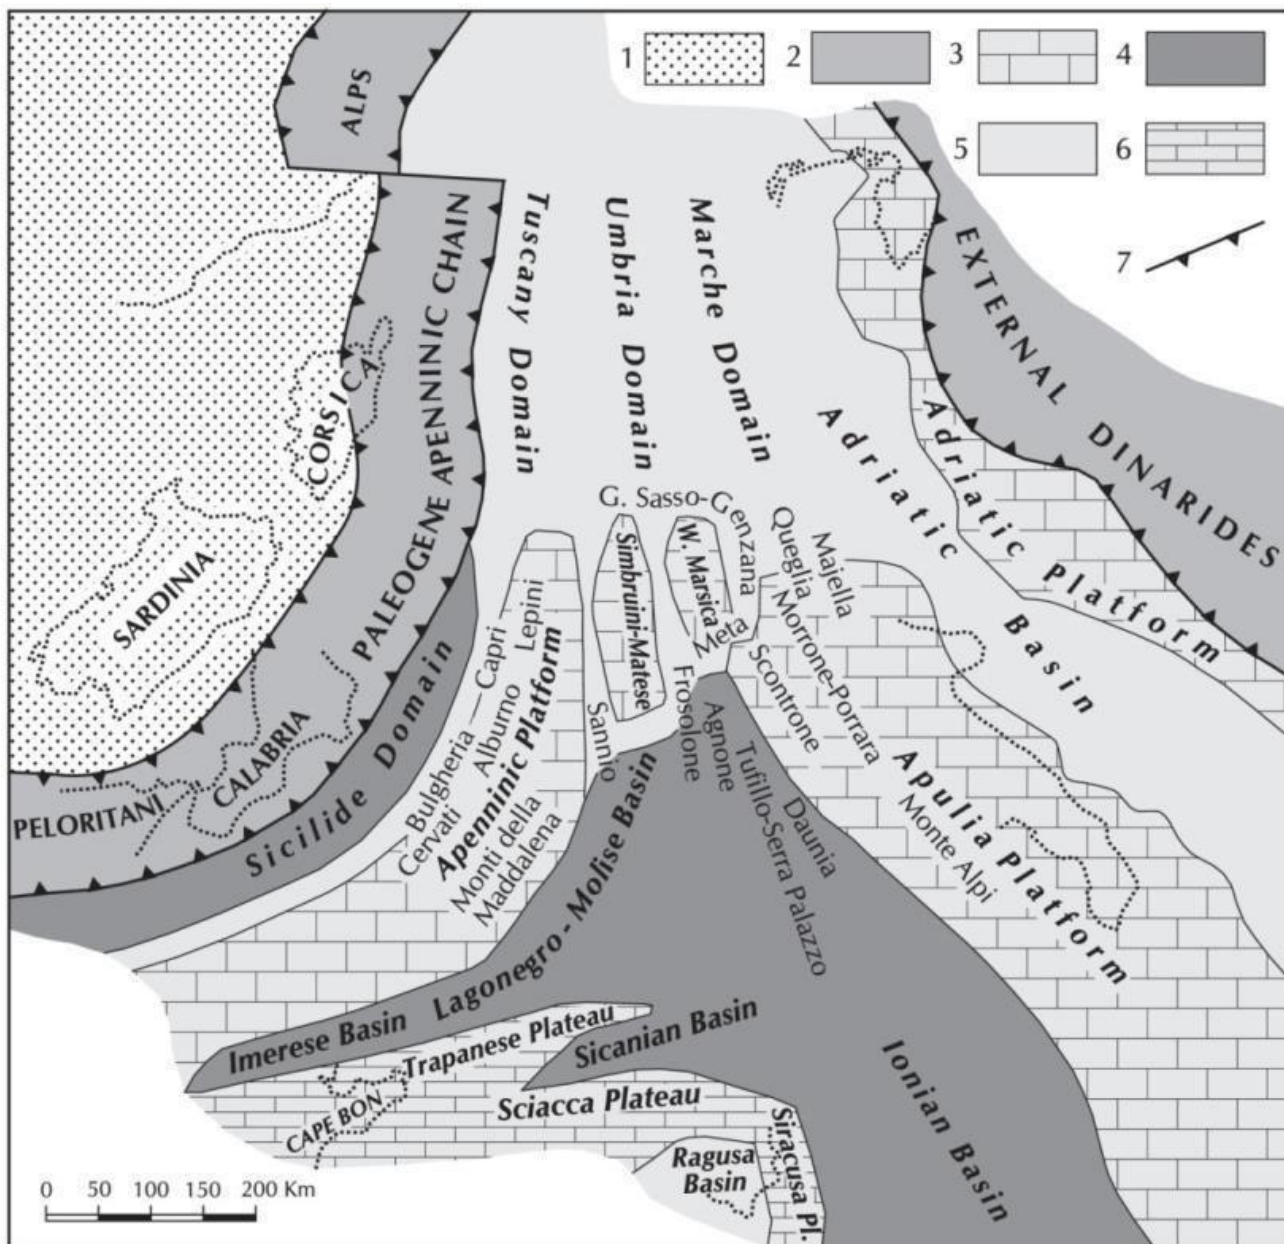 1
2
3
4
5
6
7
ALPS
PALEOGENE APENNINIC CHAIN
CORSICA
SARDINIA
CALABRIA
PELORITANI
Sicilide Domain
Tuscany Domain
Umbria Domain
Marche Domain
Adriatic Basin
Adriatic Platform
EXTERNAL DINARIDES
G. Sasso-Genzana
Simbruini-Matese
W. Marsica
Meta
Queglia
Majella
Morrone-Porrara
Scontrone
Capri
Lepini
Bulgheria
Alburno
Cervati
Apenninic Platform
Monti della
Maddalena
Sannio
Frosolone
Agnone
Tufillo-Serra Palazzo
Daunia
Monte Alpi
Apulia Platform
Lagonegro - Molise Basin
Imerese Basin
Trapanese Plateau
Sicanian Basin
CAPE BON
Sciacca Plateau
Siracusa Pl.
Ragusa
Basin
Ionian Basin
0 50 100 150 200 Km